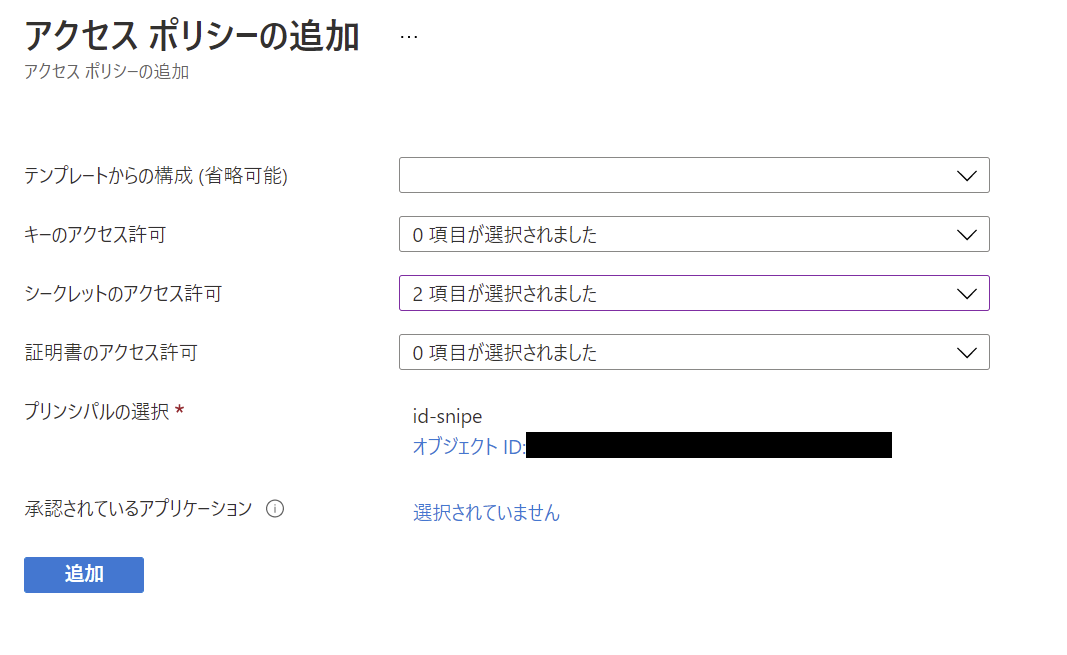 アクセス ポリシーの追加 …
アクセス ポリシーの追加
テンプレートからの構成 (省略可能)
キーのアクセス許可 0 項目が選択されました
シークレットのアクセス許可 2 項目が選択されました
証明書のアクセス許可 0 項目が選択されました
プリンシパルの選択 * id-snipe
オブジェクト ID:
承認されているアプリケーション 選択されていません
追加